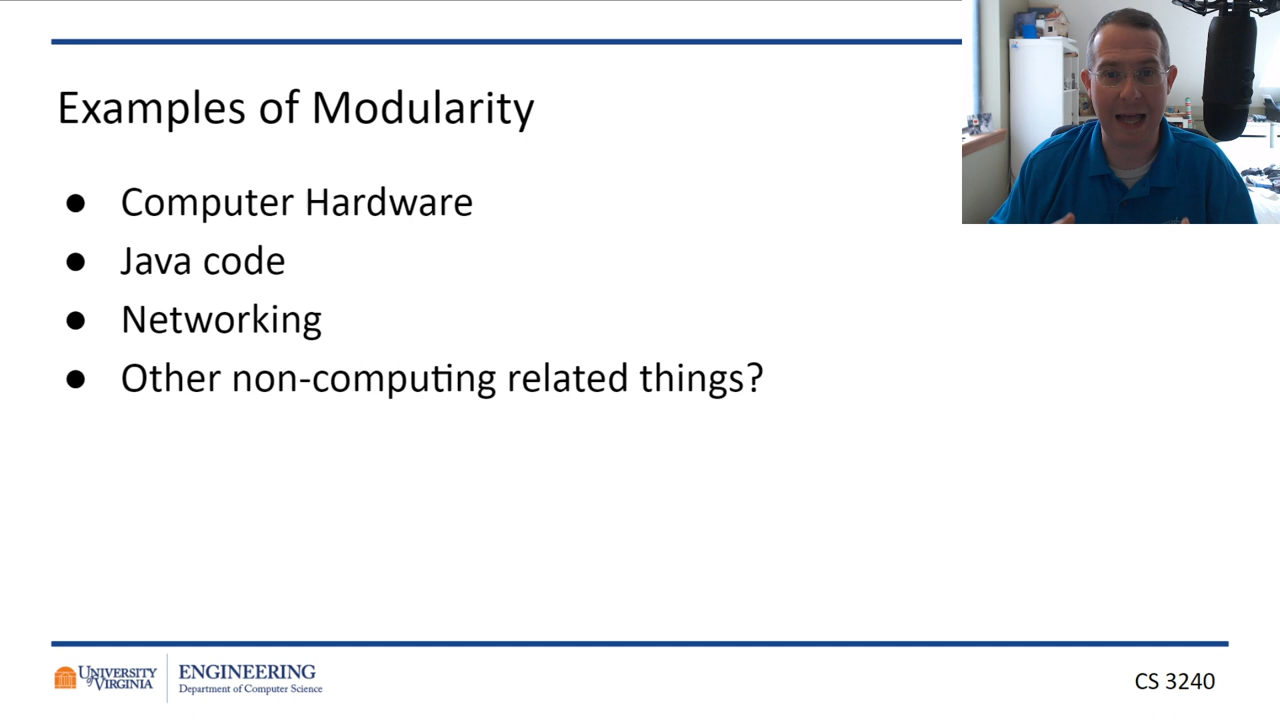 Examples of Modularity
● Computer Hardware
● Java code
● Networking
● Other non-computing related things?
UNIVERSITY of VIRGINIA
ENGINEERING
Department of Computer Science
CS 3240